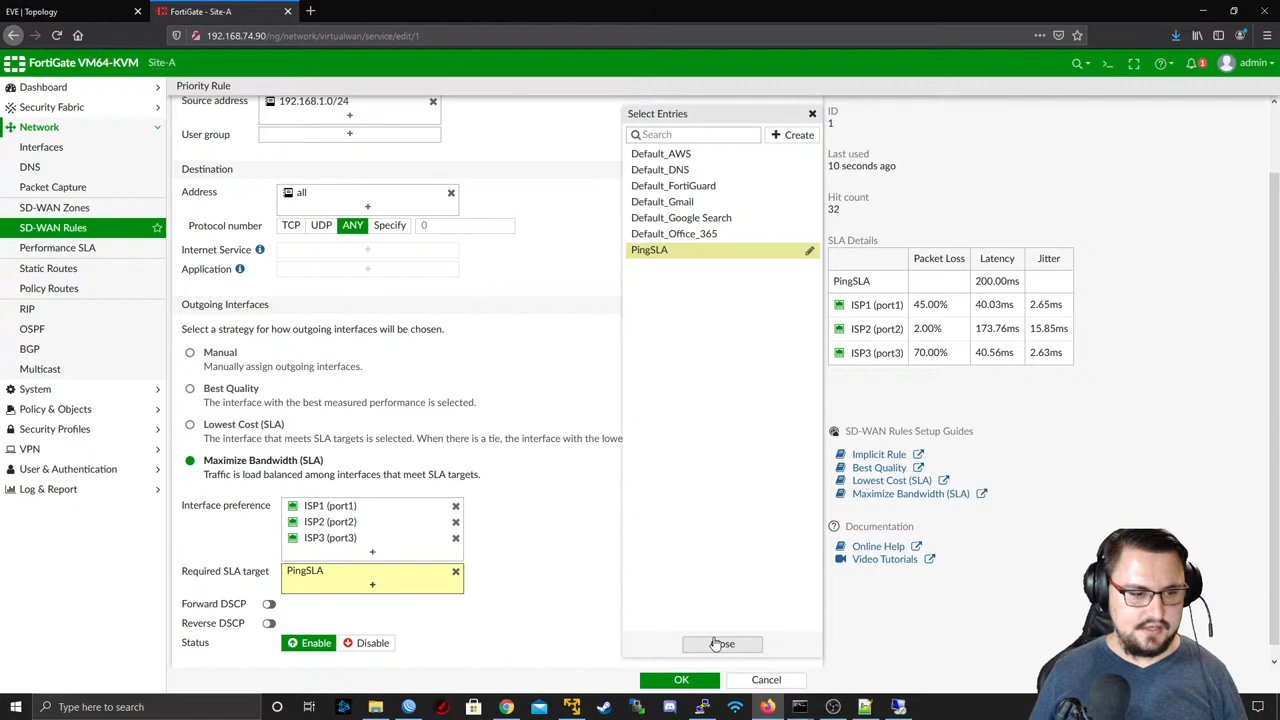 EVE | Topology
FortiGate - Site-A
192.168.74.90/ng/network/virtualwan/service/edit/1
FortiGate VM64-KVM
Site-A
1
admin
Dashboard
Security Fabric
Network
Interfaces
DNS
Packet Capture
SD-WAN Zones
SD-WAN Rules
Performance SLA
Static Routes
Policy Routes
RIP
OSPF
BGP
Multicast
System
Policy & Objects
Security Profiles
VPN
User & Authentication
Log & Report
Priority Rule
Source address
192.168.1.0/24
User group
Destination
Address
all
Protocol number
TCP UDP ANY Specify 0
Internet Service
Application
Outgoing Interfaces
Select a strategy for how outgoing interfaces will be chosen.
Manual
Manually assign outgoing interfaces.
Best Quality
The interface with the best measured performance is selected.
Lowest Cost (SLA)
The interface that meets SLA targets is selected. When there is a tie, the interface with the lowe
Maximize Bandwidth (SLA)
Traffic is load balanced among interfaces that meet SLA targets.
Interface preference
ISP1 (port1)
ISP2 (port2)
ISP3 (port3)
Required SLA target
PingSLA
Forward DSCP
Reverse DSCP
Status
Enable
Disable
OK
Cancel
Select Entries
Search
Create
Default_AWS
Default_DNS
Default_FortiGuard
Default_Gmail
Default_Google Search
Default_Office_365
PingSLA
ID
1
Last used
10 seconds ago
Hit count
32
SLA Details
Packet Loss Latency Jitter
PingSLA 200.00ms
ISP1 (port1) 45.00% 40.03ms 2.65ms
ISP2 (port2) 2.00% 173.76ms 15.85ms
ISP3 (port3) 70.00% 40.56ms 2.63ms
SD-WAN Rules Setup Guides
Implicit Rule
Best Quality
Lowest Cost (SLA)
Maximize Bandwidth (SLA)
Documentation
Online Help
Video Tutorials
Type here to search